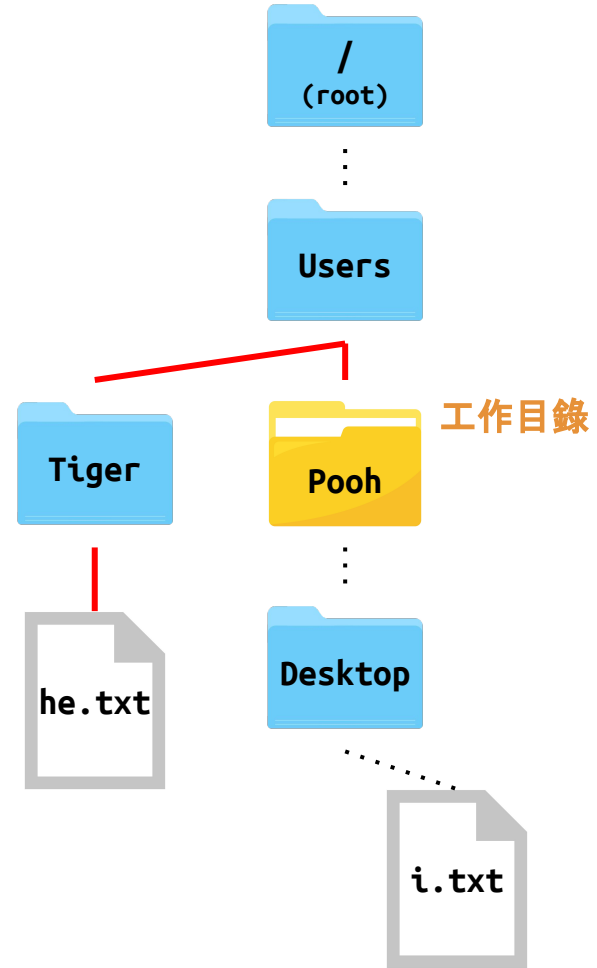 /
(root)
Users
Tiger
Pooh
工作目錄
he.txt
Desktop
i.txt